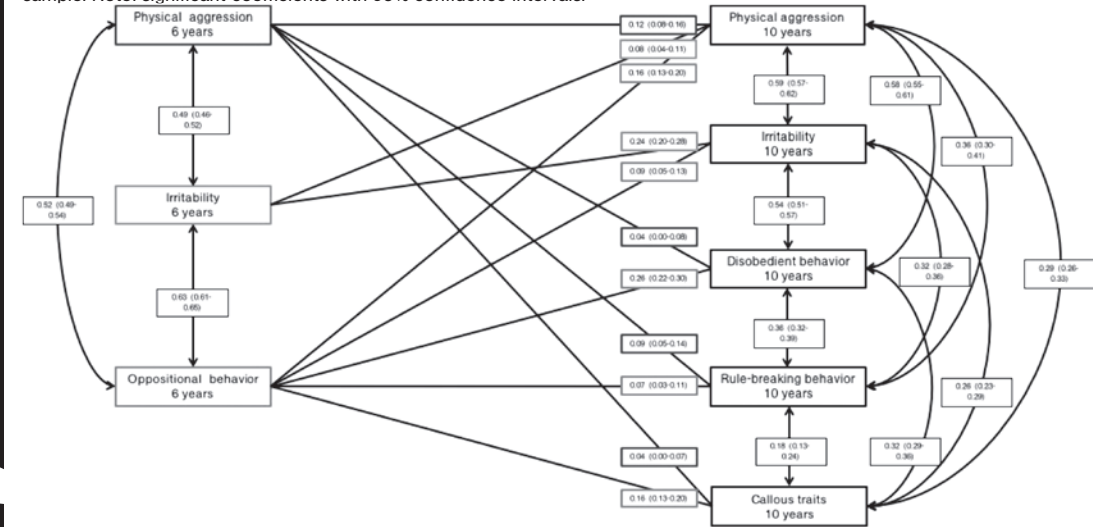 Physical aggression
6 years
0.49 (0.46-
0.52)
Irritability
6 years
0.52 (0.49-
0.54)
0.63 (0.61-
0.65)
Oppositional behavior
6 years
0.12 (0.08-0.16)
0.08 (0.04-0.11)
0.16 (0.13-0.20)
0.24 (0.20-0.28)
0.09 (0.05-0.13)
0.04 (0.00-0.08)
0.26 (0.22-0.30)
0.09 (0.05-0.14)
0.07 (0.03-0.11)
0.04 (0.00-0.07)
0.16 (0.13-0.20)
Physical aggression
10 years
0.59 (0.57-
0.62)
Irritability
10 years
0.54 (0.51-
0.57)
Disobedient behavior
10 years
0.36 (0.32-
0.39)
Rule-breaking behavior
10 years
0.18 (0.13-
0.24)
Callous traits
10 years
0.58 (0.55-
0.61)
0.36 (0.30-
0.41)
0.32 (0.28-
0.36)
0.29 (0.26-
0.33)
0.26 (0.23-
0.29)
0.32 (0.29-
0.36)